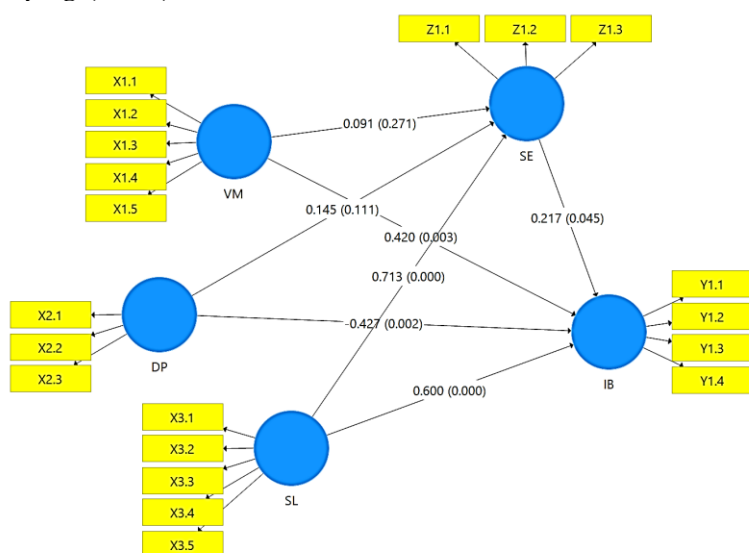 Z1.1
Z1.2
Z1.3
SE
X1.1
X1.2
X1.3
X1.4
X1.5
VM
0.091 (0.271)
0.145 (0.111)
0.217 (0.045)
0.420 (0.003)
0.713 (0.000)
X2.1
X2.2
X2.3
DP
-0.427 (0.002)
Y1.1
Y1.2
Y1.3
Y1.4
IB
0.600 (0.000)
X3.1
X3.2
X3.3
X3.4
X3.5
SL